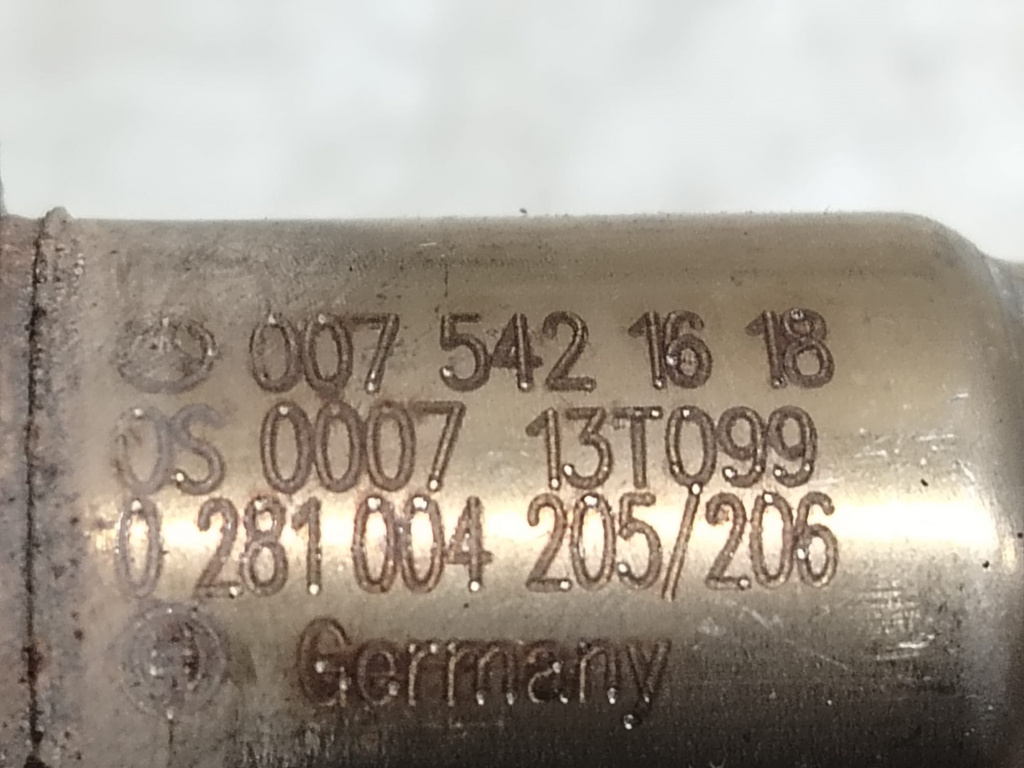 007 542 16 18
0S 0007 13T099
0 281 004 205/206
Germany